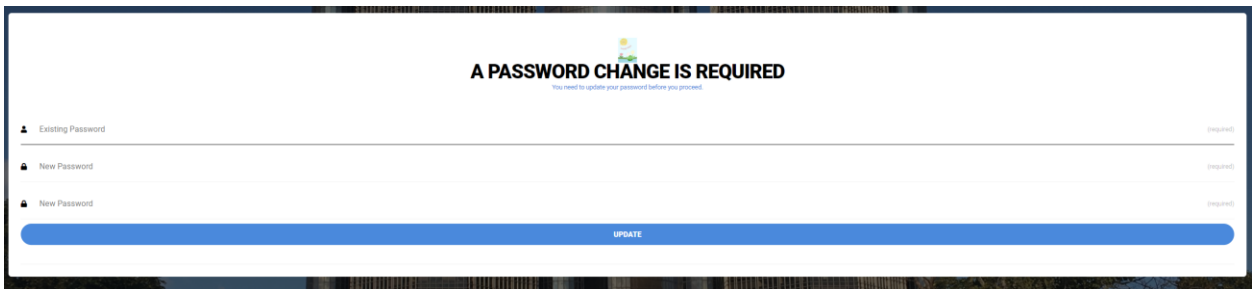 A PASSWORD CHANGE IS REQUIRED
You need to update your password before you proceed.
Existing Password (required)
New Password (required)
New Password (required)
UPDATE